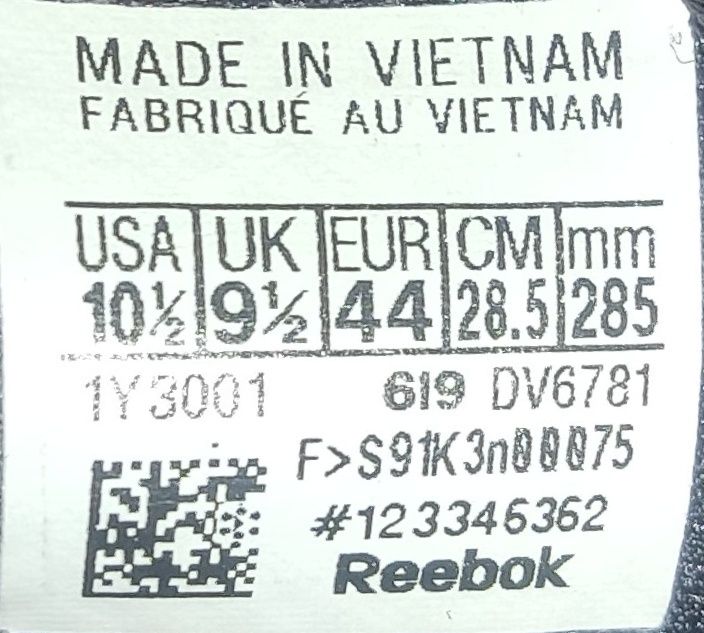 MADE IN VIETNAM
FABRIQUÉ AU VIETNAM
USA UK EUR CM mm
10½ 9½ 44 28.5 285
1Y3001 619 DV6781
F>S91K3n00075
#123346362
Reebok